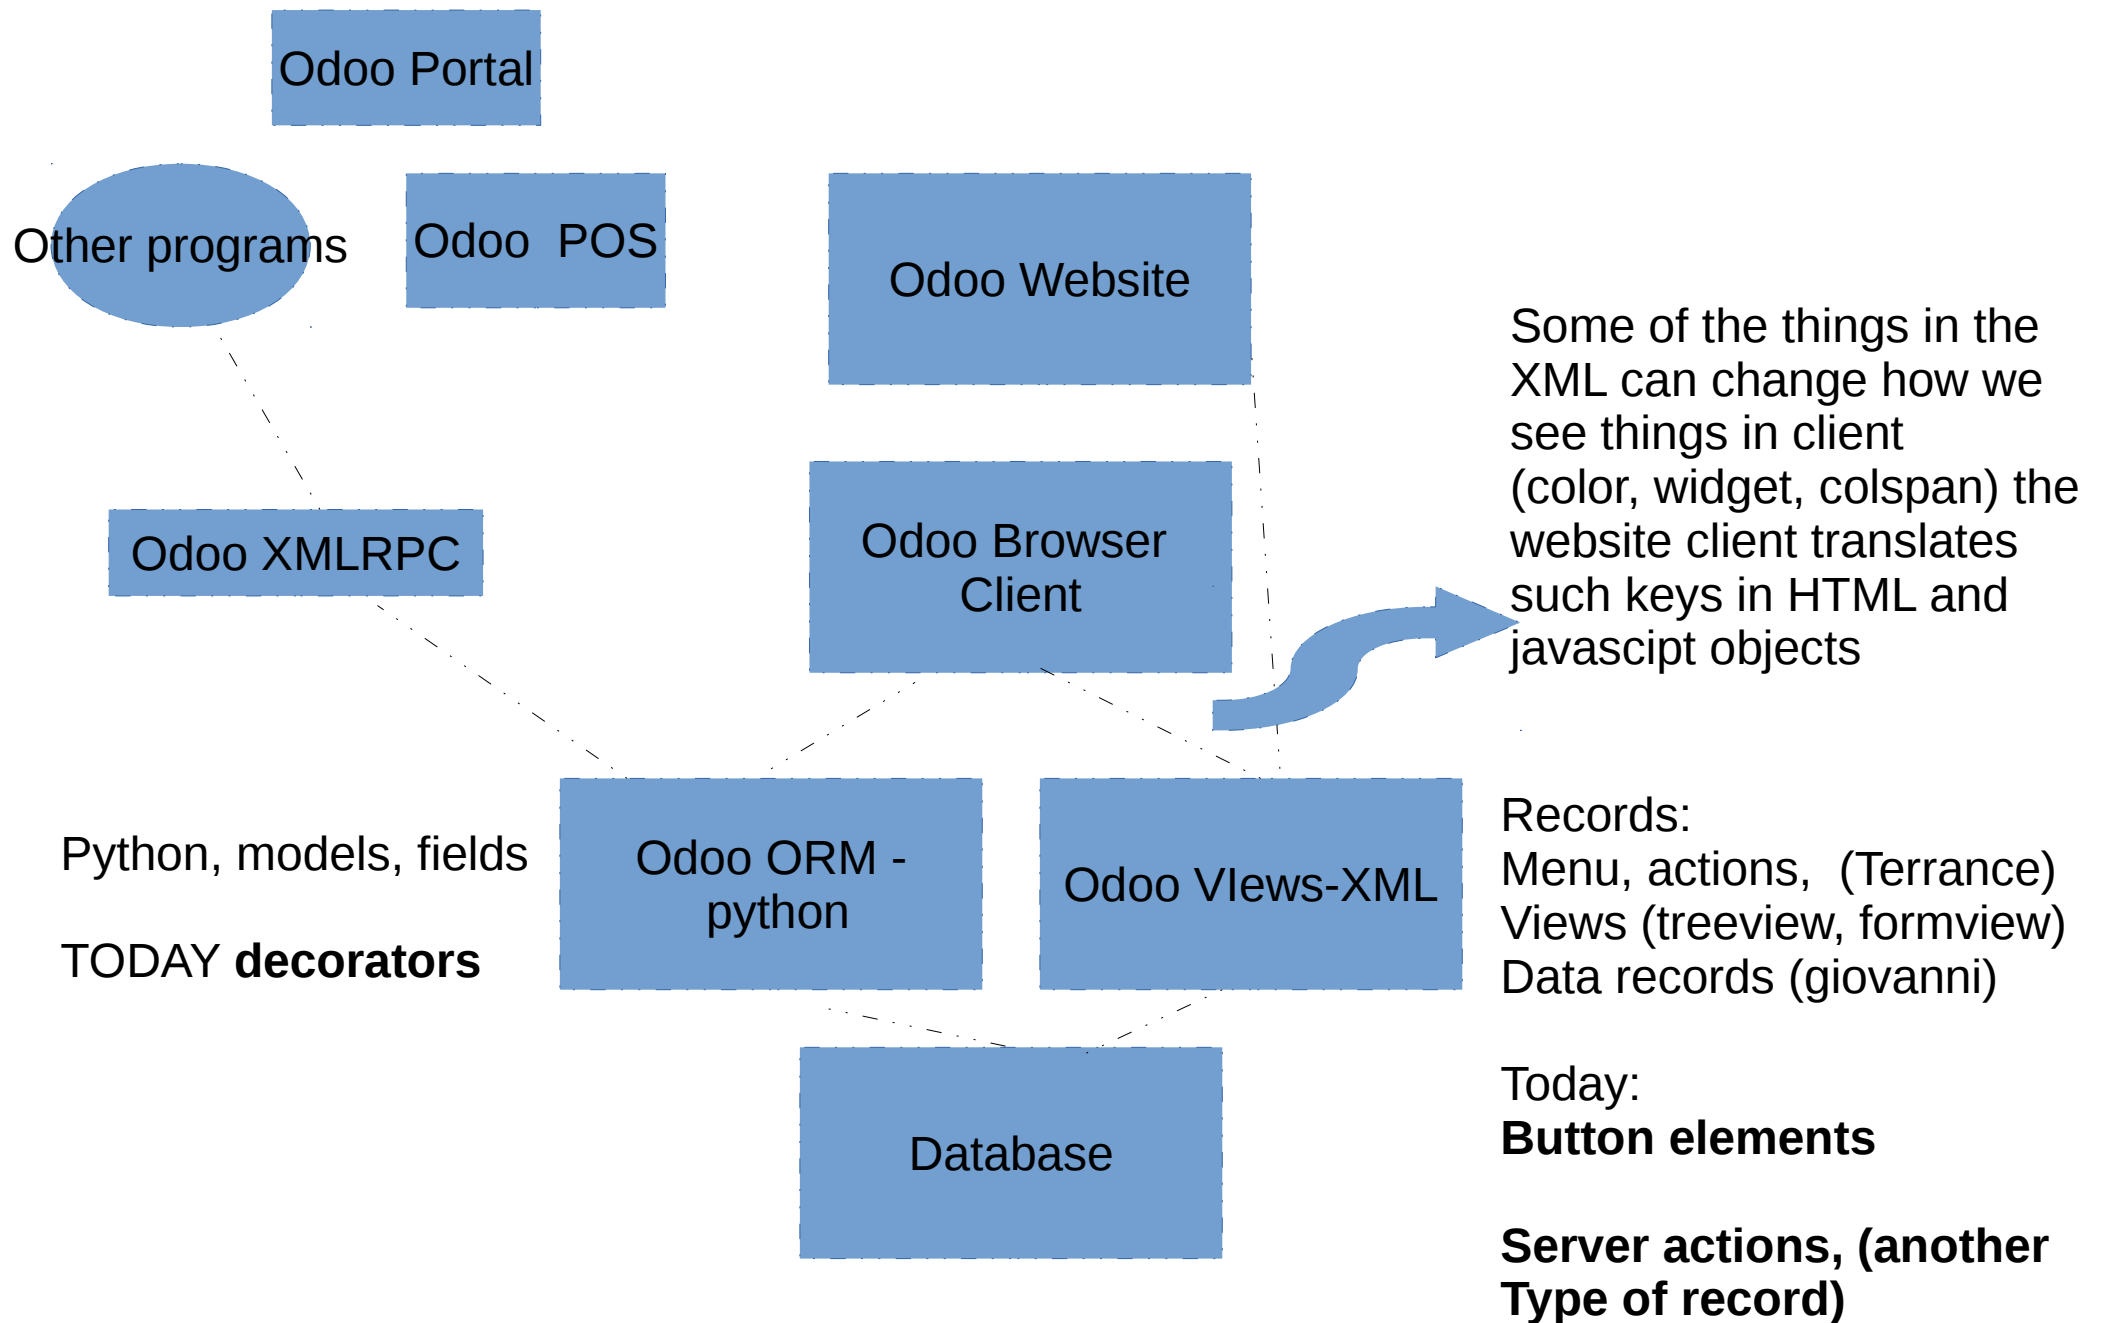 Odoo Portal
Other programs
Odoo  POS
Odoo Website
Some of the things in the
XML can change how we
see things in client
(color, widget, colspan) the
website client translates
such keys in HTML and
javascipt objects
Odoo XMLRPC
Odoo Browser
Client
Python, models, fields
TODAY decorators
Odoo ORM -
python
Odoo VIews-XML
Records:
Menu, actions,  (Terrance)
Views (treeview, formview)
Data records (giovanni)
Today:
Button elements
Server actions, (another
Type of record)
Database